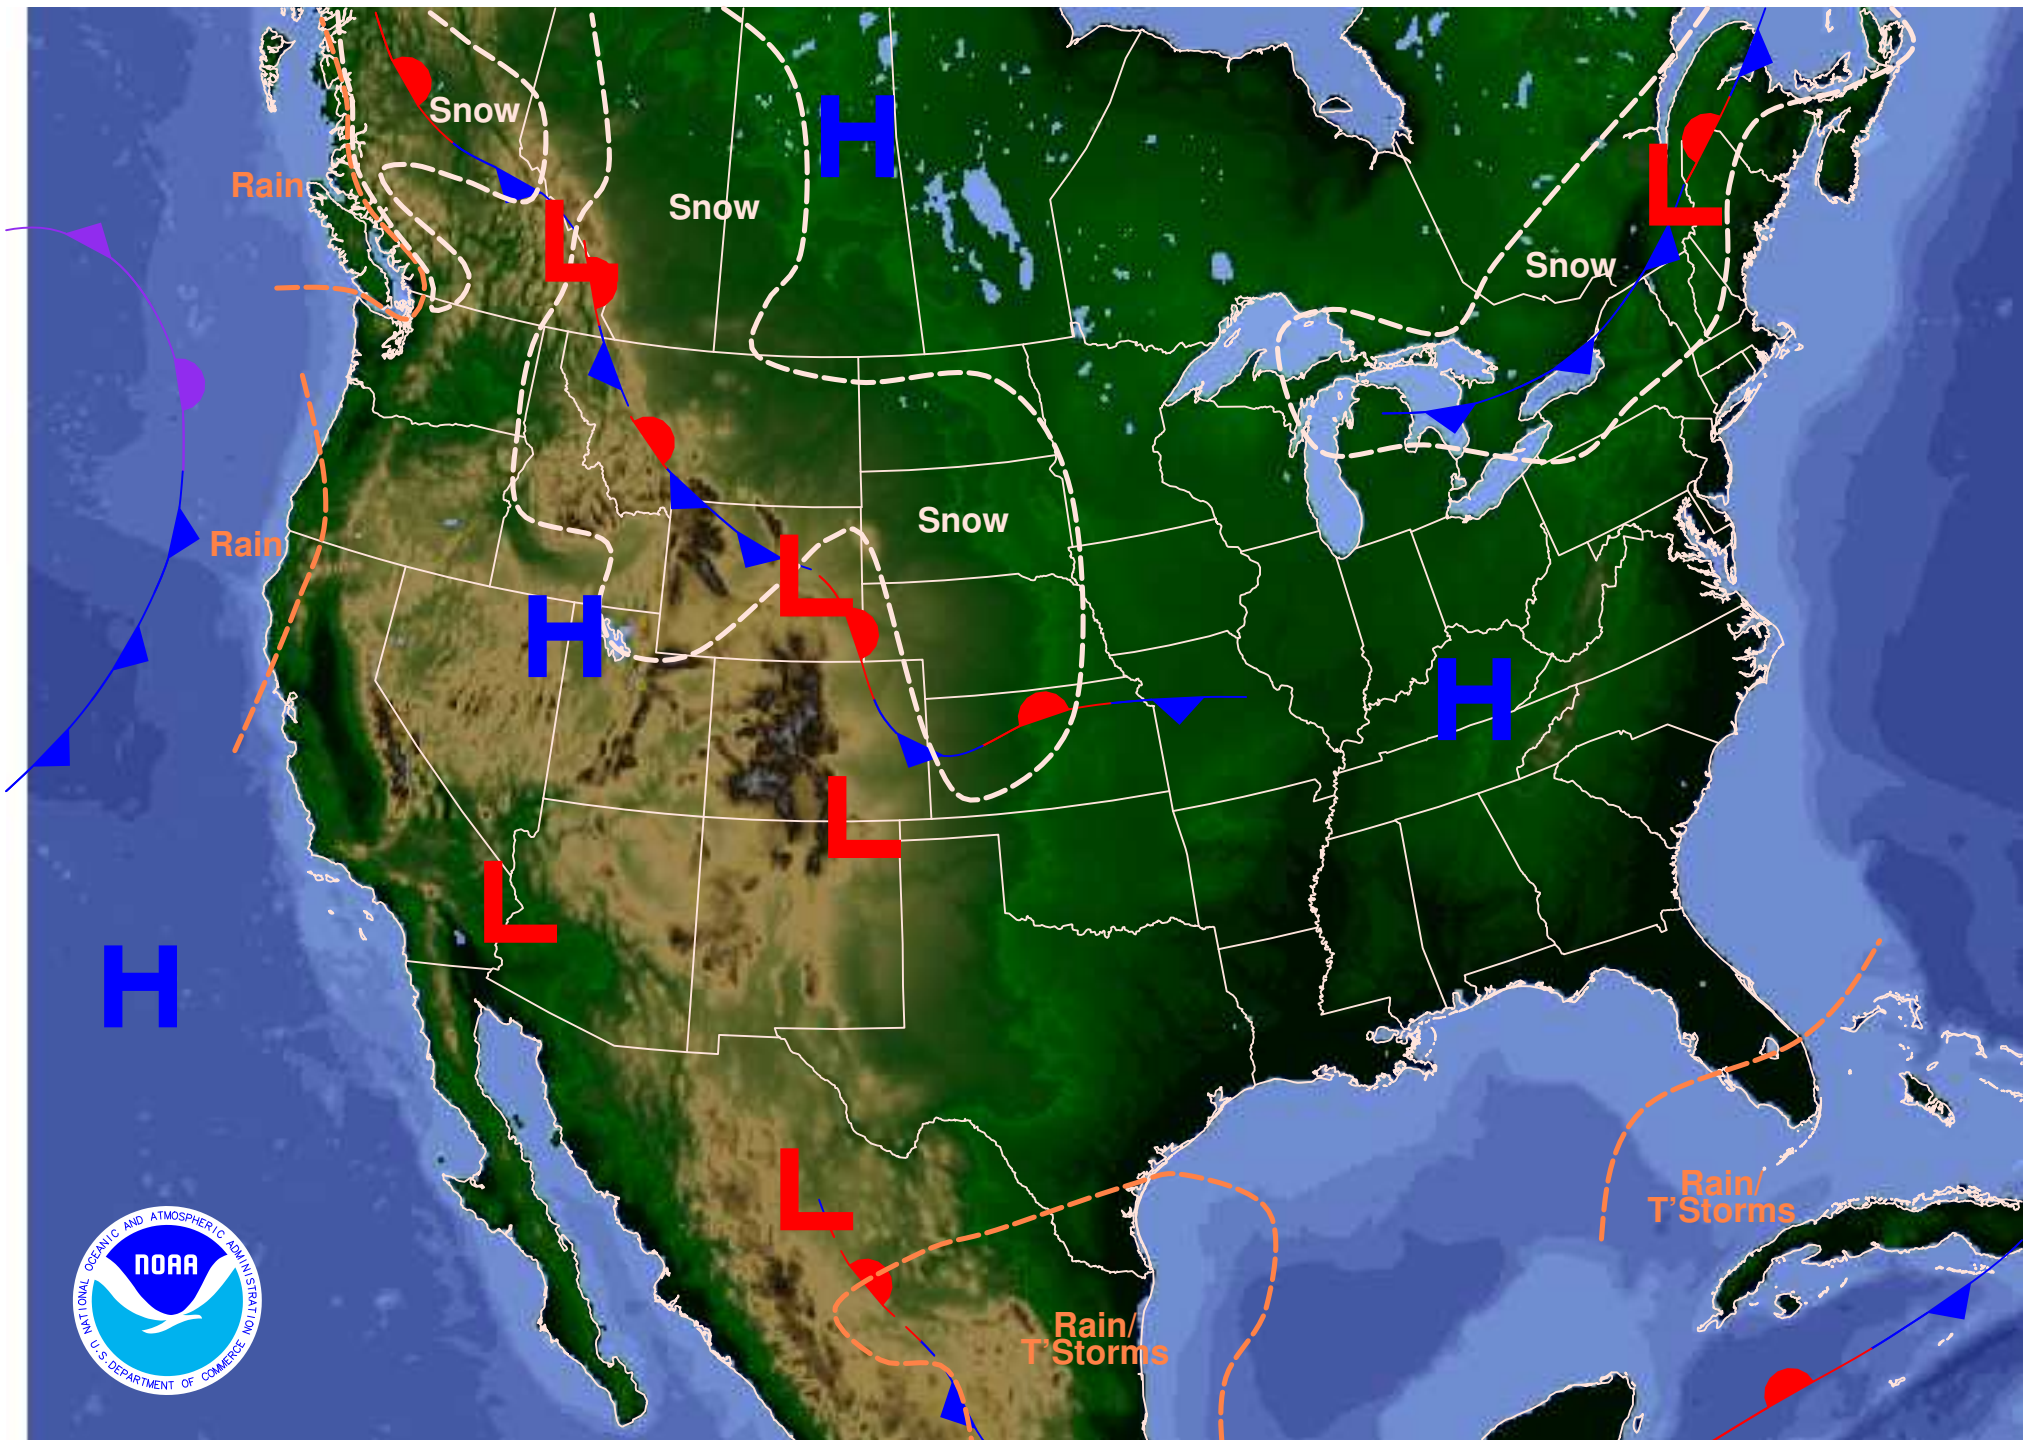 Snow
H
L
Rain
Snow
L
Snow
L
Snow
Rain
H
H
L
L
H
L
L
Rain/
T'Storms
Rain/
T'Storms
NATIONAL OCEANIC AND ATMOSPHERIC ADMINISTRATION
NOAA
U.S. DEPARTMENT OF COMMERCE